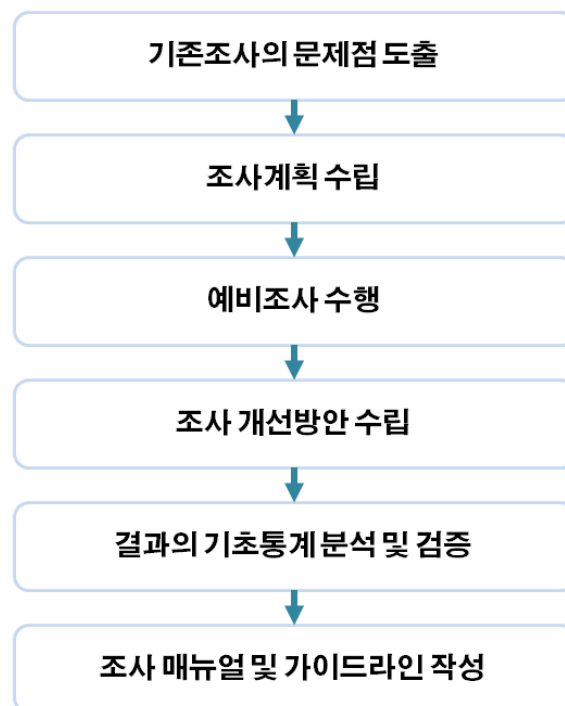 기존조사의 문제점 도출
조사계획 수립
예비조사 수행
조사 개선방안 수립
결과의 기초통계 분석 및 검증
조사 매뉴얼 및 가이드라인 작성